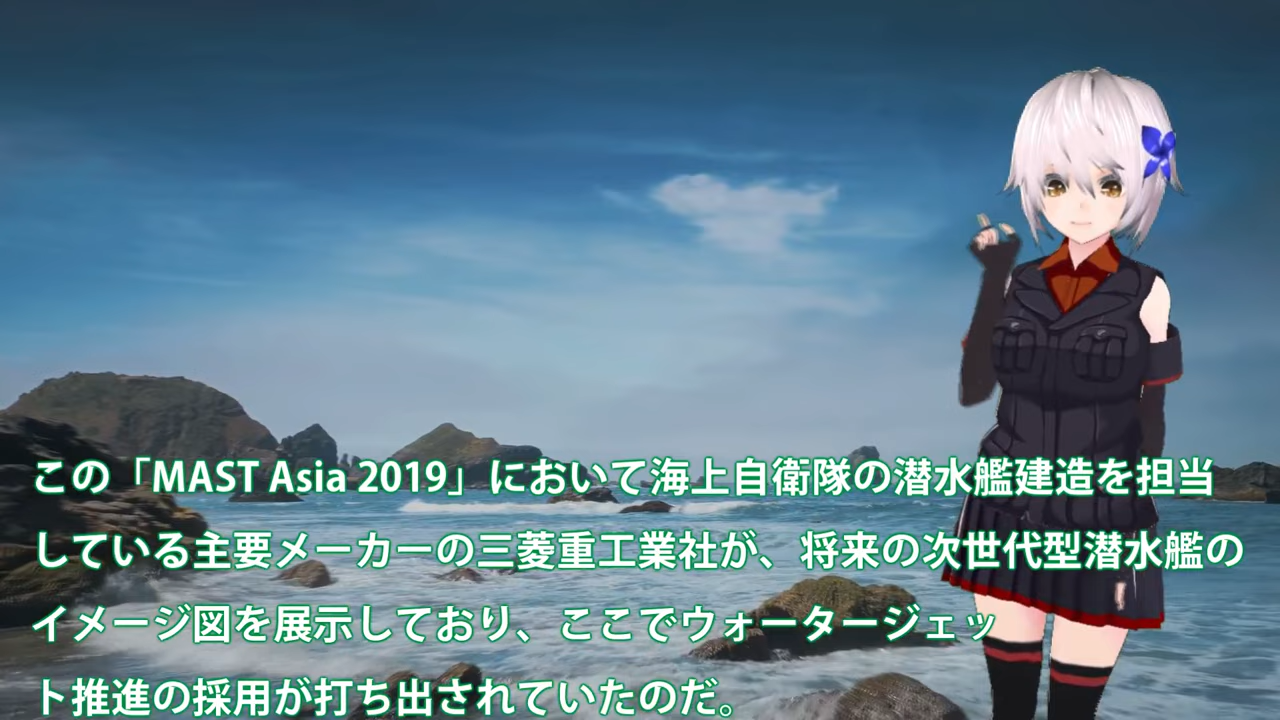 この「MAST Asia 2019」において海上自衛隊の潜水艦建造を担当
している主要メーカーの三菱重工業社が、将来の次世代型潜水艦の
イメージ図を展示しており、ここでウォータージェッ
ト推進の採用が打ち出されていたのだ。